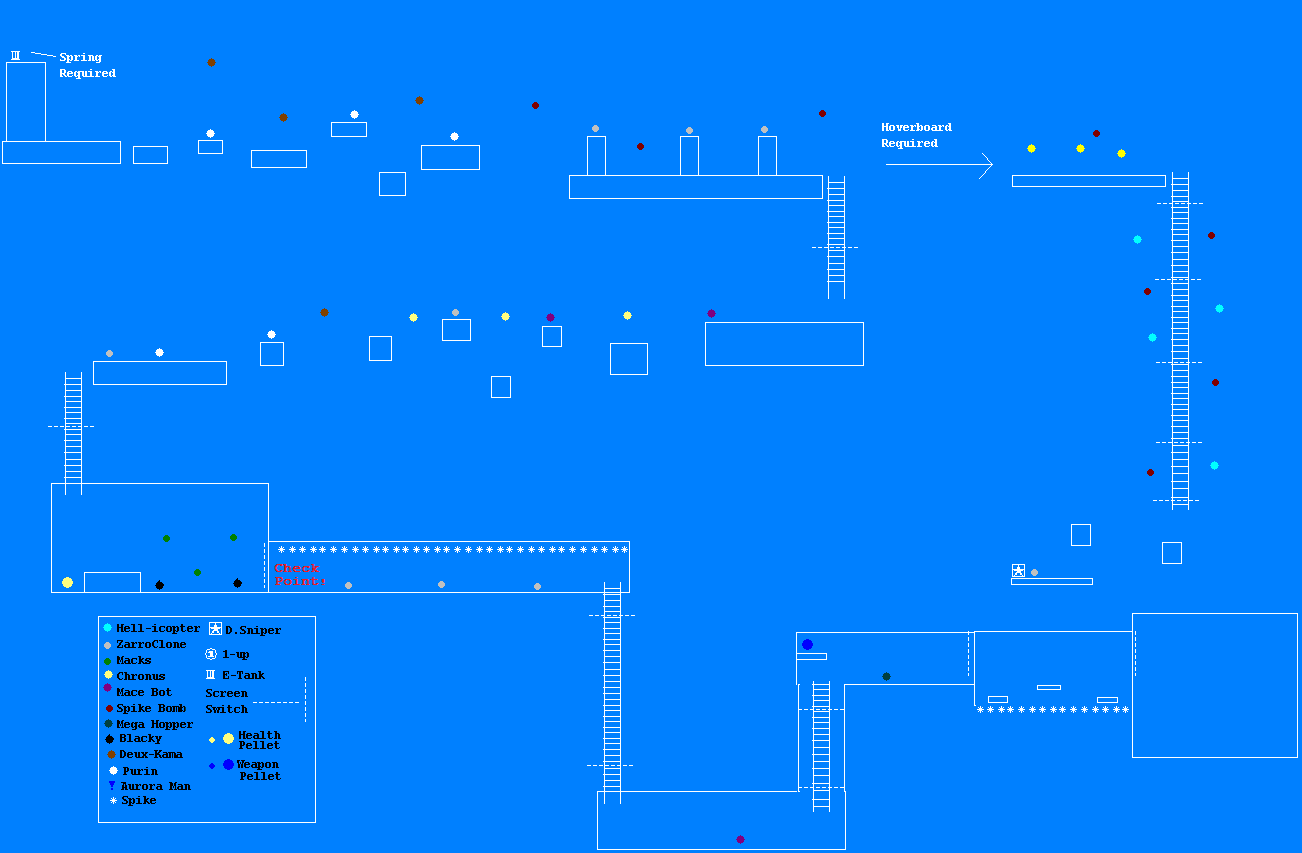 Spring
Required
Hoverboard
Required
Check
Point:
Hell-icopter
ZarroClone
Macks
Chronus
Mace Bot
Spike Bomb
Mega Hopper
Blacky
Deux-Kama
Purin
Aurora Man
Spike
D.Sniper
1-up
E-Tank
Screen
Switch
Health
Pellet
Weapon
Pellet